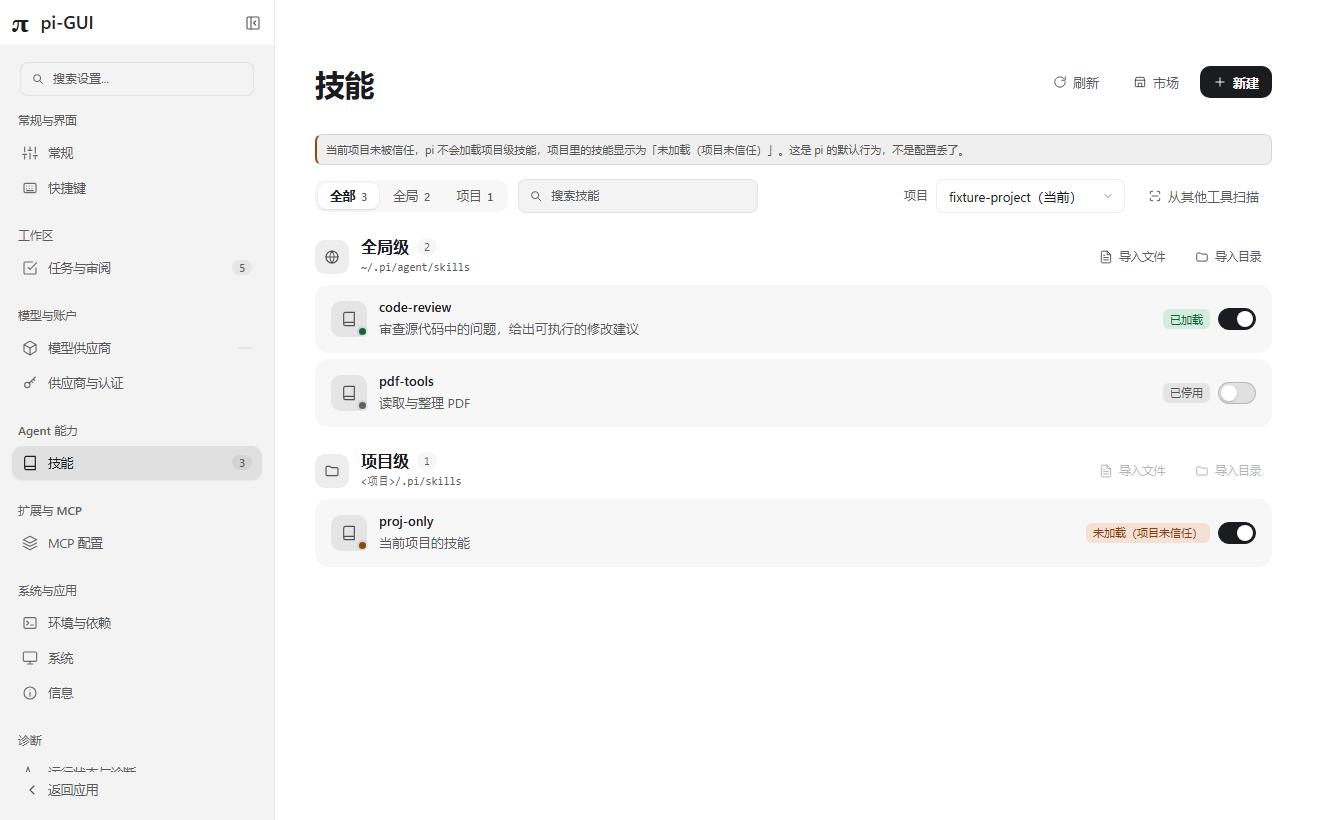 π pi-GUI
搜索设置...
常规与界面
常规
快捷键
工作区
任务与审阅 5
模型与账户
模型供应商 —
供应商与认证
Agent 能力
技能 3
扩展与 MCP
MCP 配置
系统与应用
环境与依赖
系统
信息
诊断
运行状态与诊断
返回应用
技能
刷新 市场 + 新建
当前项目未被信任，pi 不会加载项目级技能，项目里的技能显示为「未加载（项目未信任）」。这是 pi 的默认行为，不是配置丢了。
全部 3 全局 2 项目 1 搜索技能 项目 fixture-project（当前） 从其他工具扫描
全局级 2 导入文件 导入目录
~/.pi/agent/skills
code-review
审查源代码中的问题，给出可执行的修改建议 已加载
pdf-tools
读取与整理 PDF 已停用
项目级 1 导入文件 导入目录
<项目>/.pi/skills
proj-only
当前项目的技能 未加载（项目未信任）